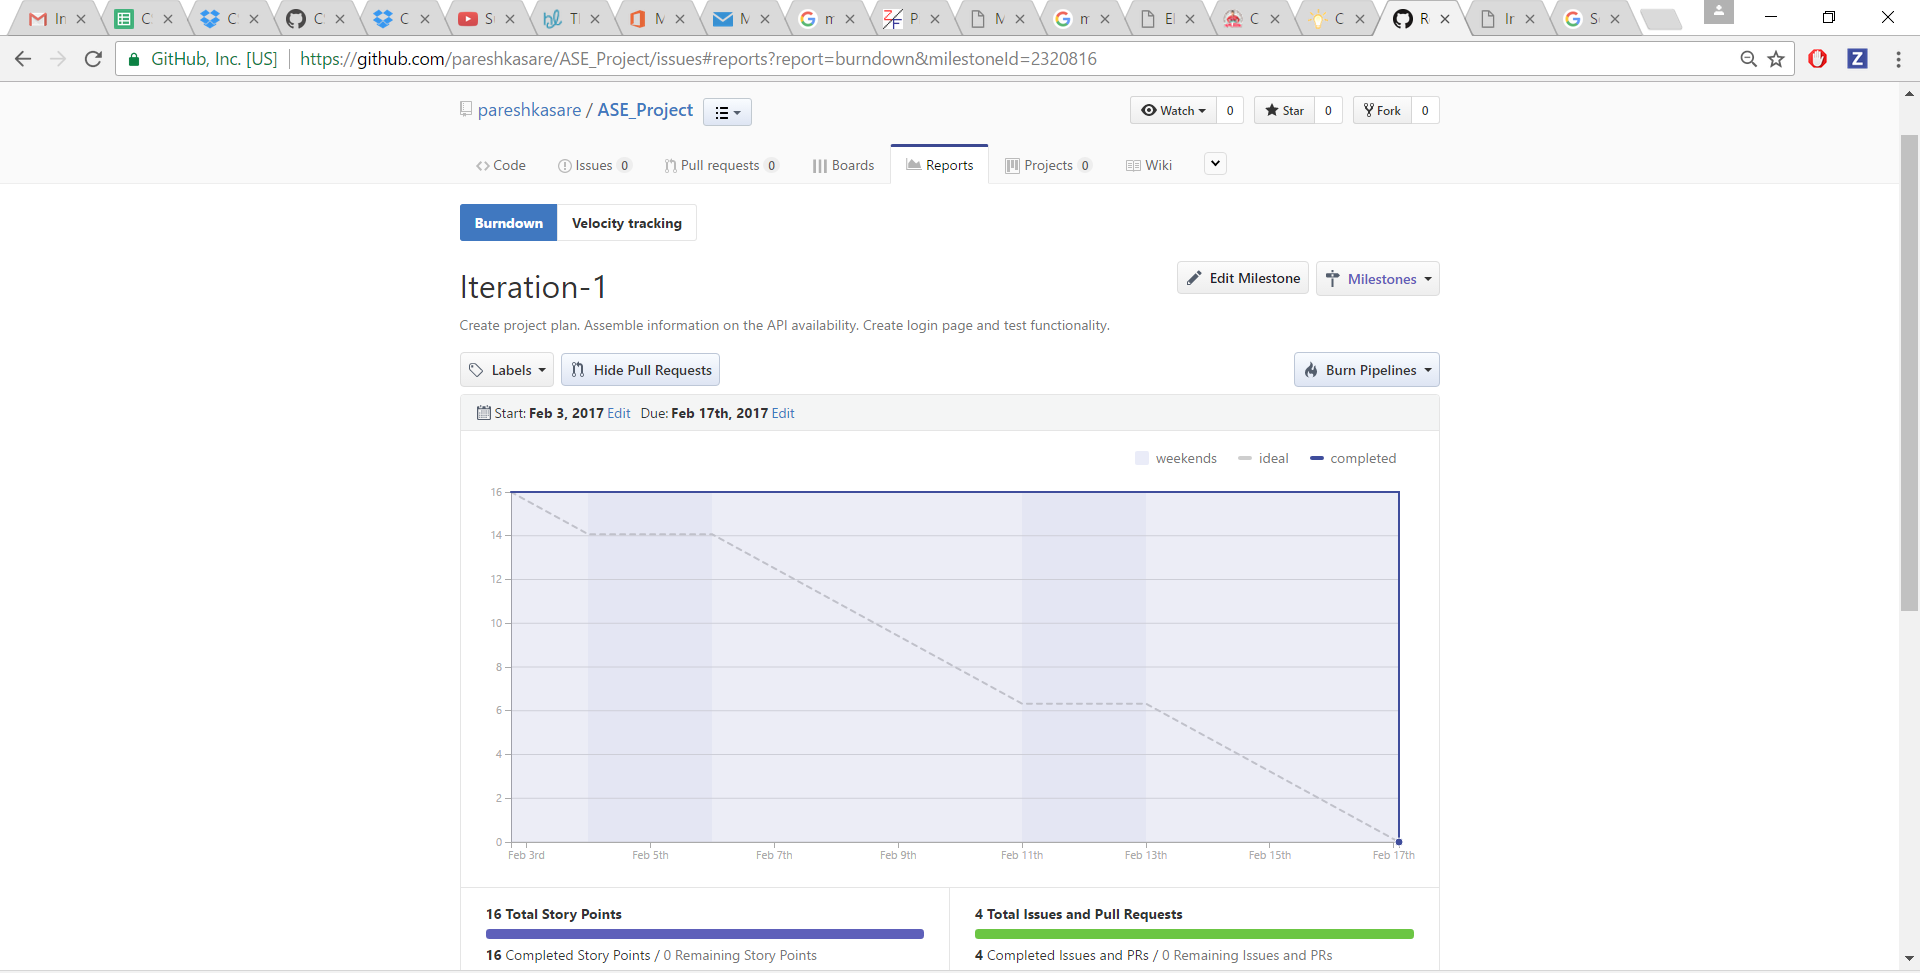 In C C C C S Tl M M m P M m El C C R Ir S
GitHub, Inc. [US] https://github.com/pareshkasare/ASE_Project/issues#reports?report=burndown&milestoneId=2320816 Z
pareshkasare / ASE_Project Watch 0 Star 0 Fork 0
Code Issues 0 Pull requests 0 Boards Reports Projects 0 Wiki
Burndown Velocity tracking
Iteration-1 Edit Milestone Milestones
Create project plan. Assemble information on the API availability. Create login page and test functionality.
Labels Hide Pull Requests Burn Pipelines
Start: Feb 3, 2017 Edit Due: Feb 17th, 2017 Edit
weekends ideal completed
16
14
12
10
8
6
4
2
0
Feb 3rd Feb 5th Feb 7th Feb 9th Feb 11th Feb 13th Feb 15th Feb 17th
16 Total Story Points 4 Total Issues and Pull Requests
16 Completed Story Points / 0 Remaining Story Points 4 Completed Issues and PRs / 0 Remaining Issues and PRs